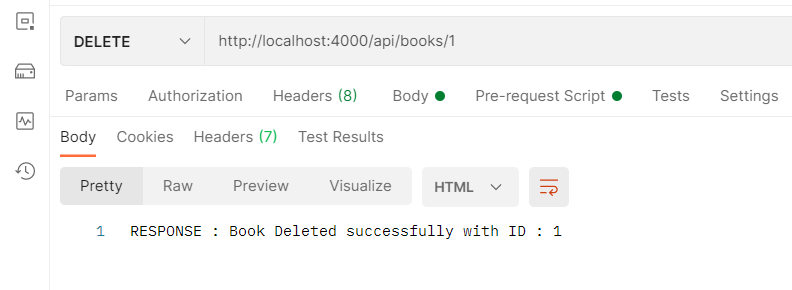 DELETE http://localhost:4000/api/books/1
Params Authorization Headers (8) Body Pre-request Script Tests Settings
Body Cookies Headers (7) Test Results
Pretty Raw Preview Visualize HTML
1 RESPONSE : Book Deleted successfully with ID : 1